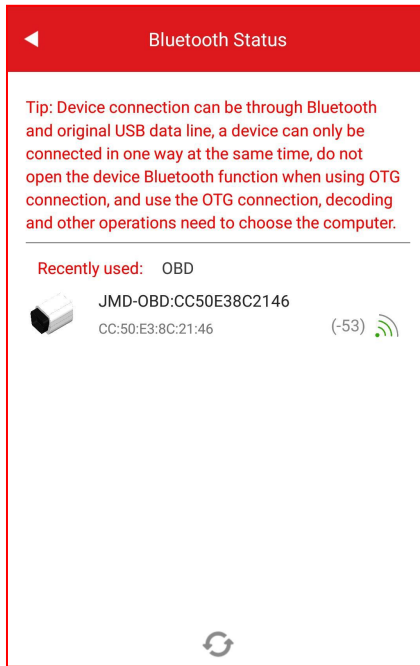 Bluetooth Status
Tip: Device connection can be through Bluetooth
and original USB data line, a device can only be
connected in one way at the same time, do not
open the device Bluetooth function when using OTG
connection, and use the OTG connection, decoding
and other operations need to choose the computer.
Recently used: OBD
JMD-OBD:CC50E38C2146
CC:50:E3:8C:21:46 (-53)